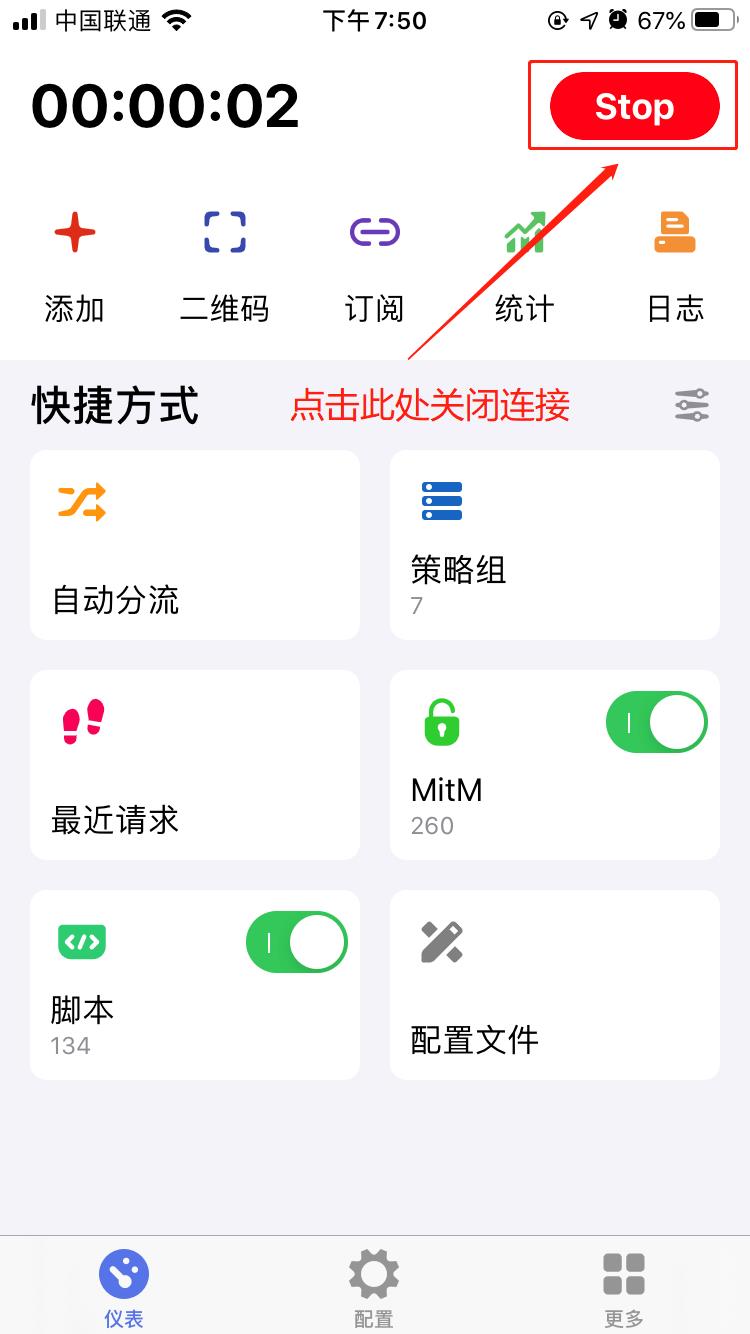 中国联通 下午7:50 67%
00:00:02 Stop
添加 二维码 订阅 统计 日志
快捷方式 点击此处关闭连接
自动分流
策略组
7
最近请求
MitM
260
脚本
134
配置文件
仪表 配置 更多